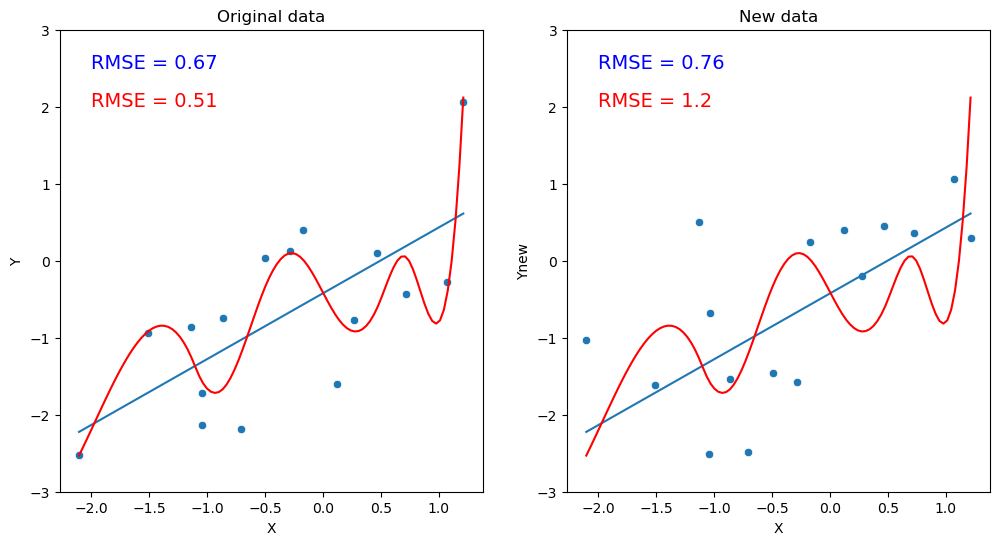 Original data
RMSE = 0.67
RMSE = 0.51
3
2
1
0
−1
−2
−3
Y
−2.0 −1.5 −1.0 −0.5 0.0 0.5 1.0
X
New data
RMSE = 0.76
RMSE = 1.2
3
2
1
0
−1
−2
−3
Ynew
−2.0 −1.5 −1.0 −0.5 0.0 0.5 1.0
X